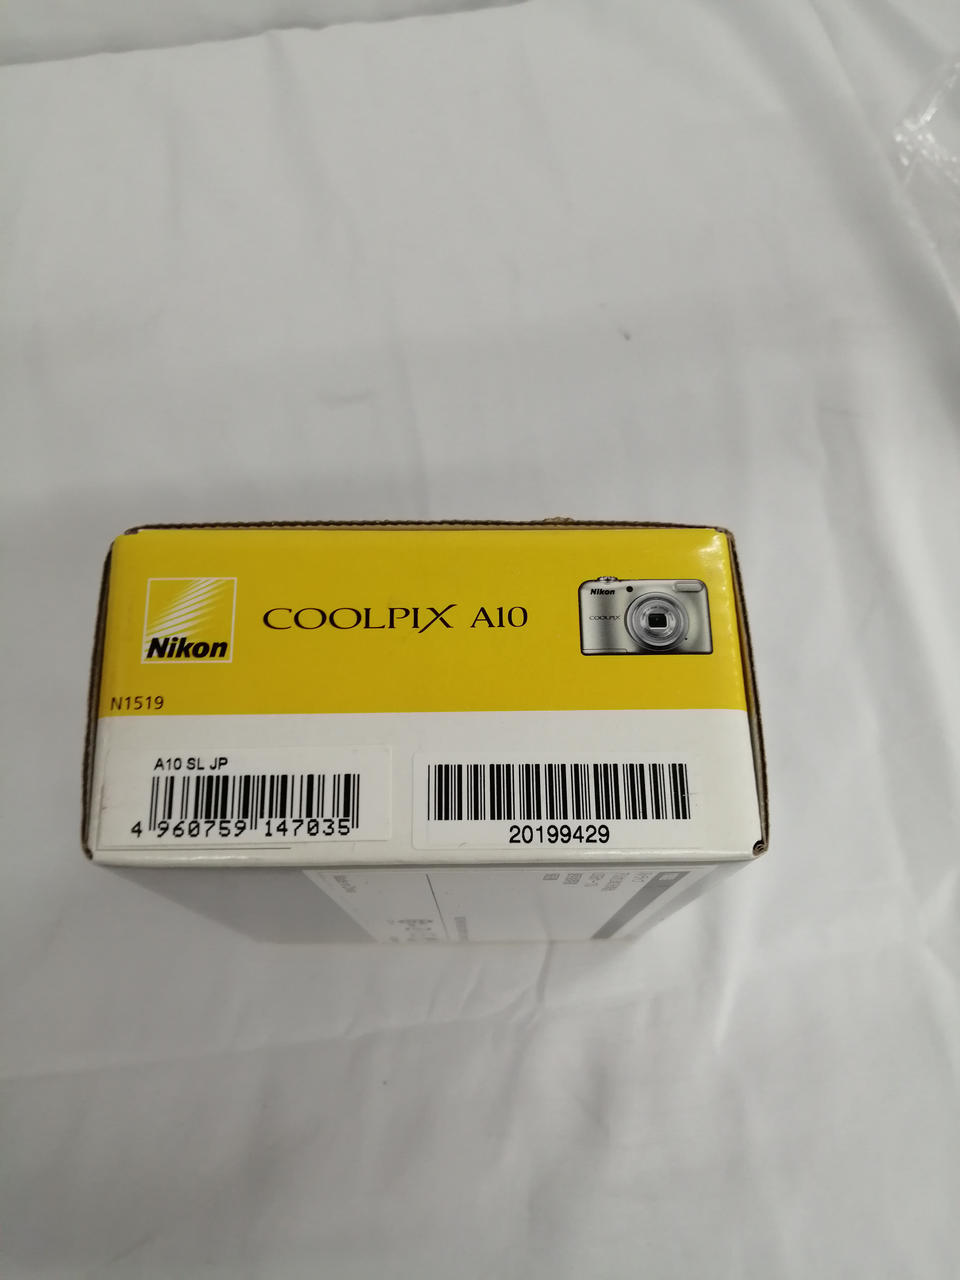 Nikon
COOLPIX A10
Nikon
COOLPIX
N1519
A10 SL JP
4 960759 147035
20199429